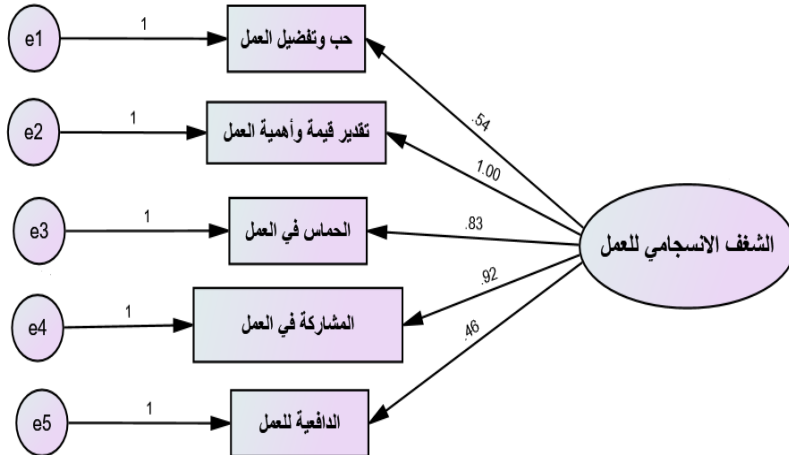 e1
1
حب وتفضيل العمل
.54
e2
1
تقدير قيمة وأهمية العمل
1.00
e3
1
الحماس في العمل
.83
الشغف الانسجامي للعمل
e4
1
المشاركة في العمل
.92
e5
1
الدافعية للعمل
.46